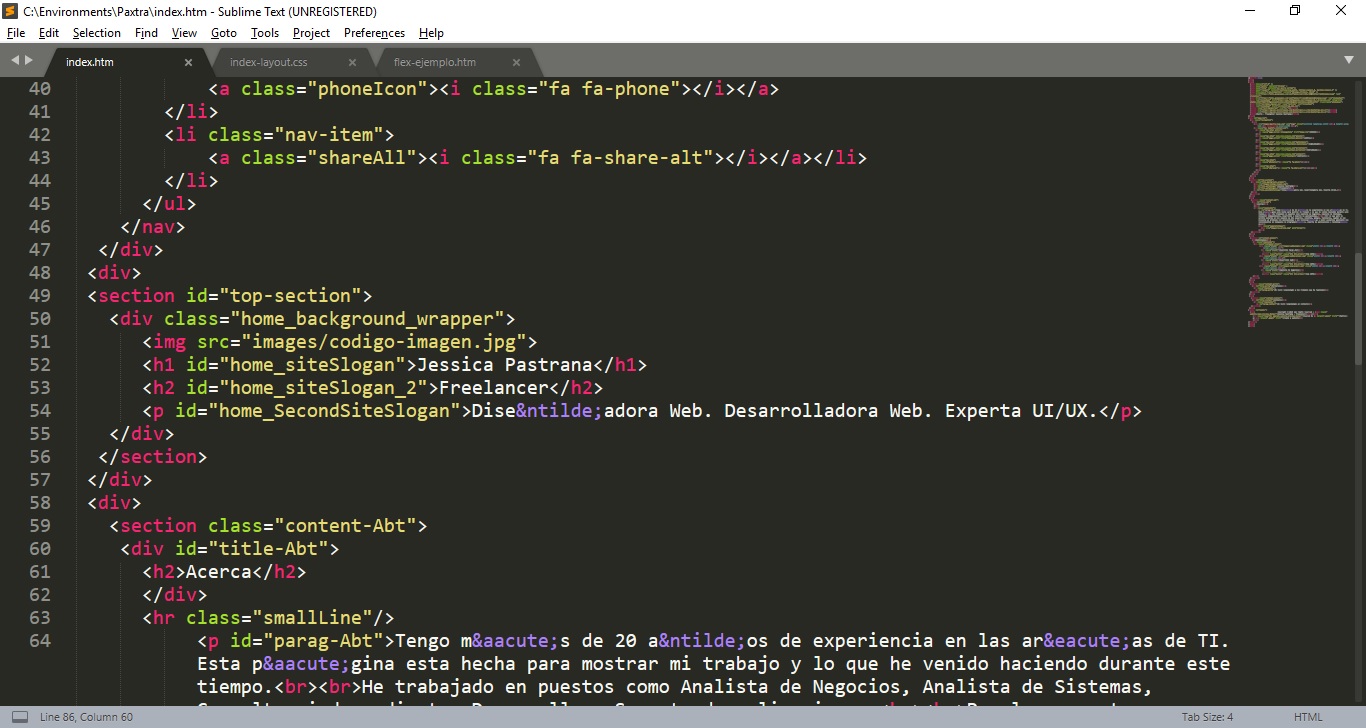 C:\Environments\Paxtra\index.htm - Sublime Text (UNREGISTERED)
File Edit Selection Find View Goto Tools Project Preferences Help
index.htm index-layout.css flex-ejemplo.htm
40 <a class="phoneIcon"><i class="fa fa-phone"></i></a>
41 </li>
42 <li class="nav-item">
43 <a class="shareAll"><i class="fa fa-share-alt"></i></a></li>
44 </li>
45 </ul>
46 </nav>
47 </div>
48 <div>
49 <section id="top-section">
50 <div class="home_background_wrapper">
51 <img src="images/codigo-imagen.jpg">
52 <h1 id="home_siteSlogan">Jessica Pastrana</h1>
53 <h2 id="home_siteSlogan_2">Freelancer</h2>
54 <p id="home_SecondSiteSlogan">Dise&ntilde;adora Web. Desarrolladora Web. Experta UI/UX.</p>
55 </div>
56 </section>
57 </div>
58 <div>
59 <section class="content-Abt">
60 <div id="title-Abt">
61 <h2>Acerca</h2>
62 </div>
63 <hr class="smallLine"/>
64 <p id="parag-Abt">Tengo m&aacute;s de 20 a&ntilde;os de experiencia en las ar&eacute;as de TI.
Esta p&aacute;gina esta hecha para mostrar mi trabajo y lo que he venido haciendo durante este
tiempo.<br><br>He trabajado en puestos como Analista de Negocios, Analista de Sistemas,
Line 86, Column 60 Tab Size: 4 HTML